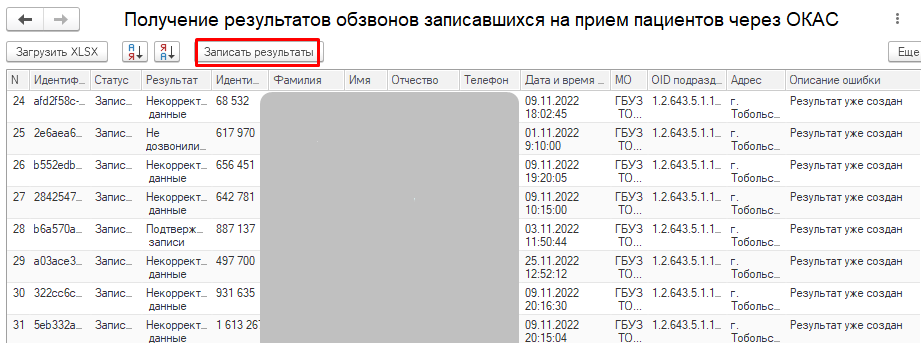 Получение результатов обзвонов записавшихся на прием пациентов через ОКАС
Загрузить XLSX
Записать результаты
Еще
N Идентиф... Статус Результат Иденти... Фамилия Имя Отчество Телефон Дата и время ... МО OID подразд... Адрес Описание ошибки
24 afd2f58c-... Запис... Некоррект... 68 532 09.11.2022 ГБУЗ 1.2.643.5.1.1... г. Результат уже создан
данные 18:02:45 ТО... Тобольс...
25 2e6aea6... Запис... Не 617 970 01.11.2022 ГБУЗ 1.2.643.5.1.1... г. Результат уже создан
дозвонили... 9:10:00 ТО... Тобольс...
26 b552edb... Запис... Некоррект... 656 451 09.11.2022 ГБУЗ 1.2.643.5.1.1... г. Результат уже создан
данные 19:20:05 ТО... Тобольс...
27 2842547... Запис... Некоррект... 642 781 09.11.2022 ГБУЗ 1.2.643.5.1.1... г. Результат уже создан
данные 10:15:00 ТО... Тобольс...
28 b6a570a... Запис... Подтверж... 887 137 03.11.2022 ГБУЗ 1.2.643.5.1.1... г. Результат уже создан
записи 11:50:44 ТО... Тобольс...
29 a03ace3... Запис... Некоррект... 497 700 25.11.2022 ГБУЗ 1.2.643.5.1.1... г. Результат уже создан
данные 12:52:12 ТО... Тобольс...
30 322cc6c... Запис... Некоррект... 931 635 09.11.2022 ГБУЗ 1.2.643.5.1.1... г. Результат уже создан
данные 20:16:30 ТО... Тобольс...
31 5eb332a... Запис... Некоррект... 1 613 267 09.11.2022 ГБУЗ 1.2.643.5.1.1... г. Результат уже создан
данные 20:15:04 ТО... Тобольс...